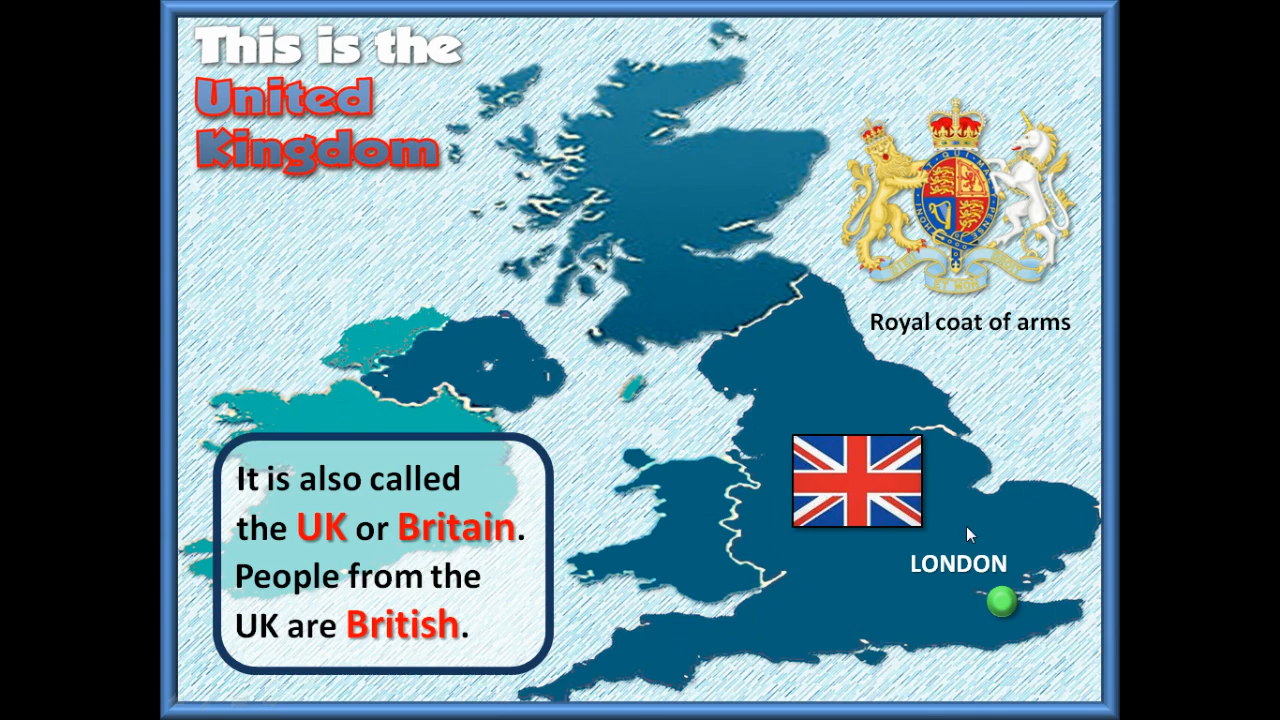 This is the
United
Kingdom
Royal coat of arms
It is also called
the UK or Britain.
People from the
UK are British.
LONDON